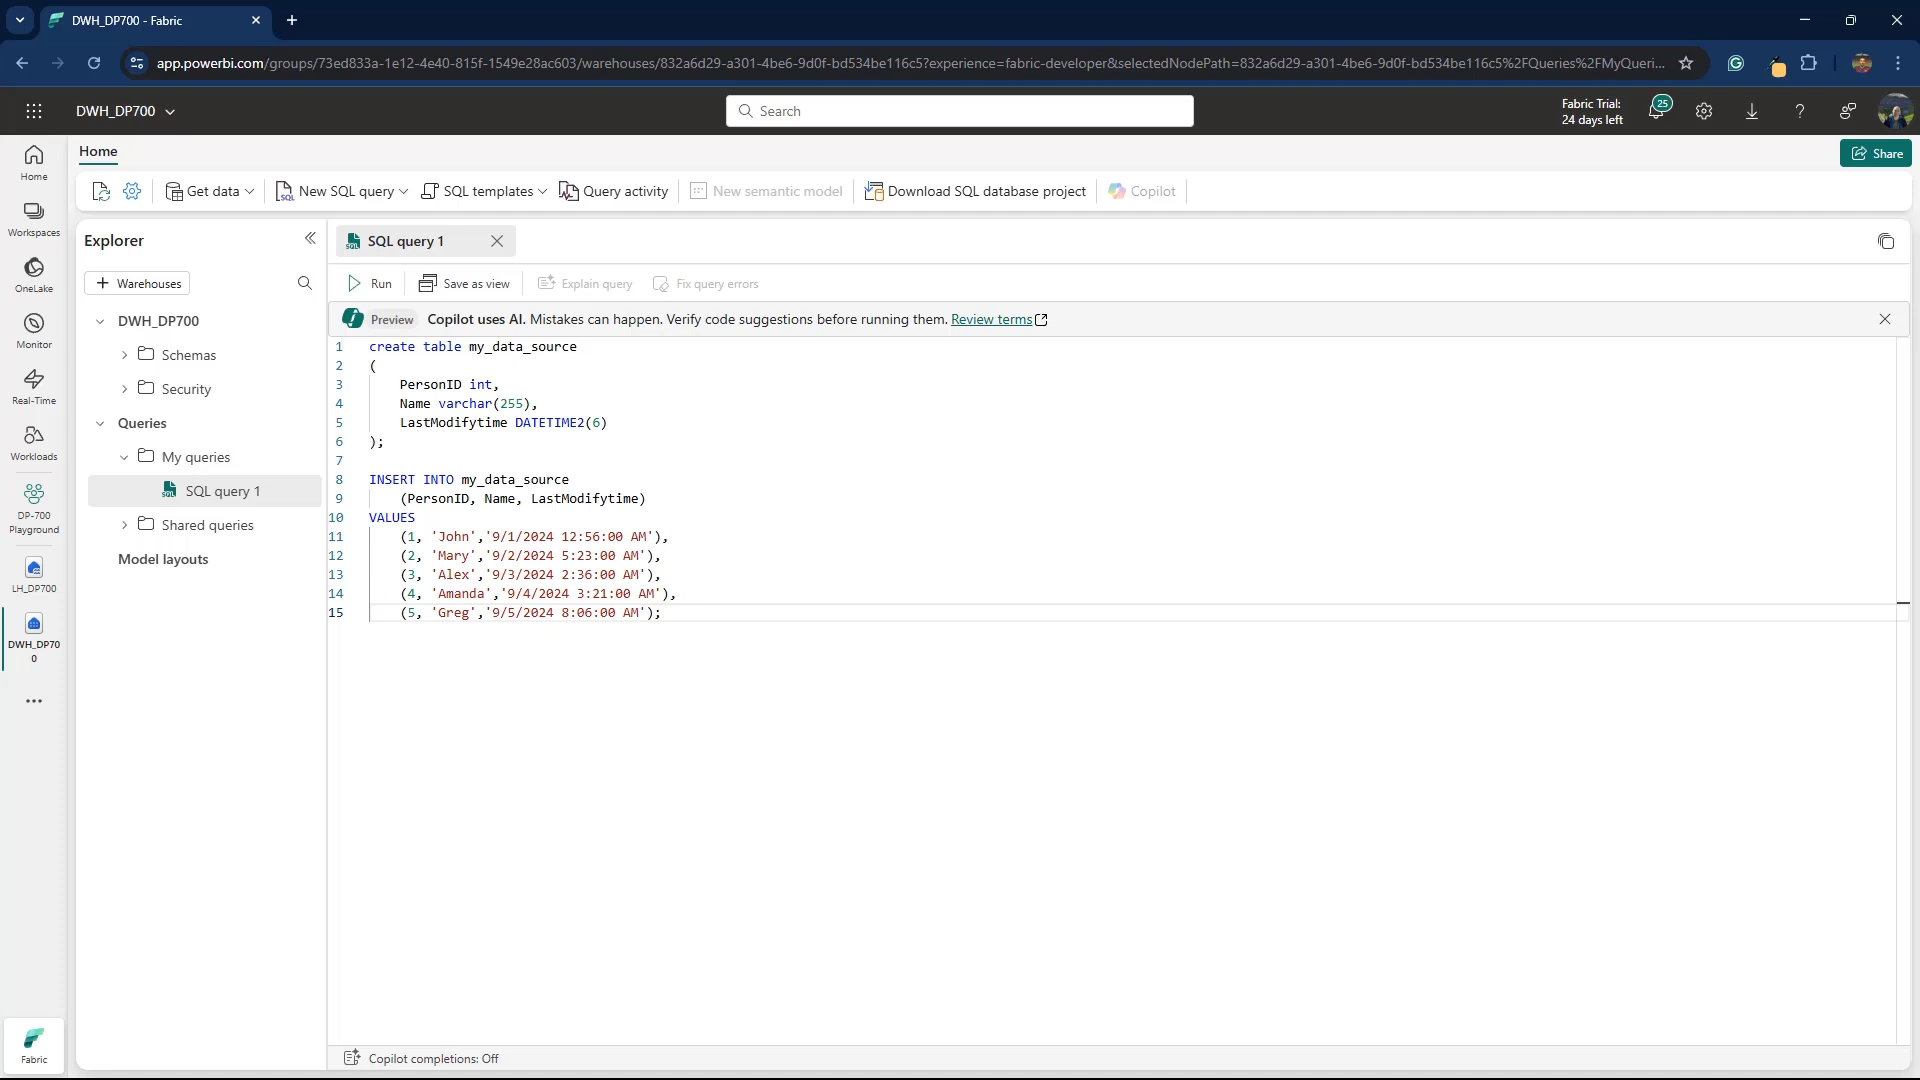 DWH_DP700 - Fabric
app.powerbi.com/groups/73ed833a-1e12-4e40-815f-1549e28ac603/warehouses/832a6d29-a301-4be6-9d0f-bd534be116c5?experience=fabric-developer&selectedNodePath=832a6d29-a301-4be6-9d0f-bd534be116c5%2FQueries%2FMyQueri...
DWH_DP700
Search
Fabric Trial:
24 days left
25
Home
Share
Get data
New SQL query
SQL templates
Query activity
New semantic model
Download SQL database project
Copilot
Home
Workspaces
OneLake
Monitor
Real-Time
Workloads
DP-700
Playground
LH_DP700
DWH_DP70
0
Fabric
Explorer
Warehouses
DWH_DP700
Schemas
Security
Queries
My queries
SQL query 1
Shared queries
Model layouts
SQL query 1
Run
Save as view
Explain query
Fix query errors
Preview Copilot uses AI. Mistakes can happen. Verify code suggestions before running them. Review terms
1 create table my_data_source
2 (
3 PersonID int,
4 Name varchar(255),
5 LastModifytime DATETIME2(6)
6 );
7
8 INSERT INTO my_data_source
9 (PersonID, Name, LastModifytime)
10 VALUES
11 (1, 'John','9/1/2024 12:56:00 AM'),
12 (2, 'Mary','9/2/2024 5:23:00 AM'),
13 (3, 'Alex','9/3/2024 2:36:00 AM'),
14 (4, 'Amanda','9/4/2024 3:21:00 AM'),
15 (5, 'Greg','9/5/2024 8:06:00 AM');
Copilot completions: Off